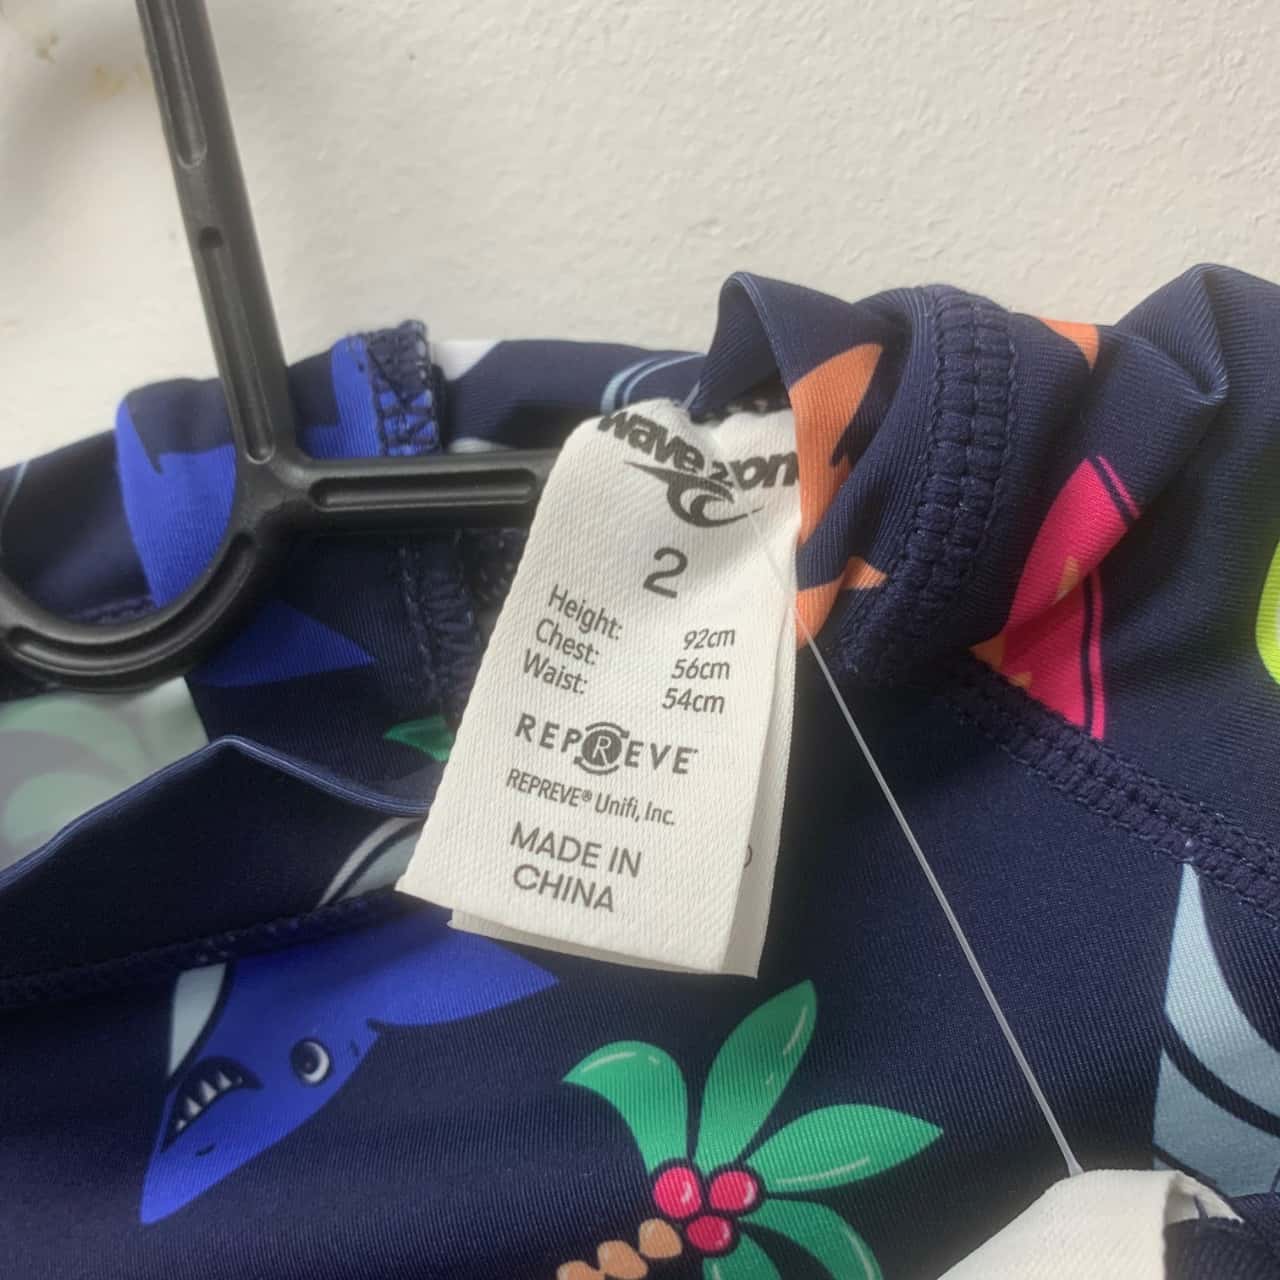 wave zon
2
Height: 92cm
Chest: 56cm
Waist: 54cm
REPREVE
REPREVE® Unifi, Inc.
MADE IN
CHINA